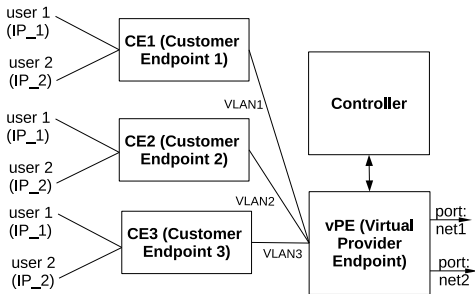 user 1
(IP_1)
user 2
(IP_2)
CE1 (Customer
Endpoint 1)
VLAN1
user 1
(IP_1)
user 2
(IP_2)
CE2 (Customer
Endpoint 2)
VLAN2
user 1
(IP_1)
user 2
(IP_2)
CE3 (Customer
Endpoint 3)
VLAN3
Controller
vPE (Virtual
Provider
Endpoint)
port:
net1
port:
net2